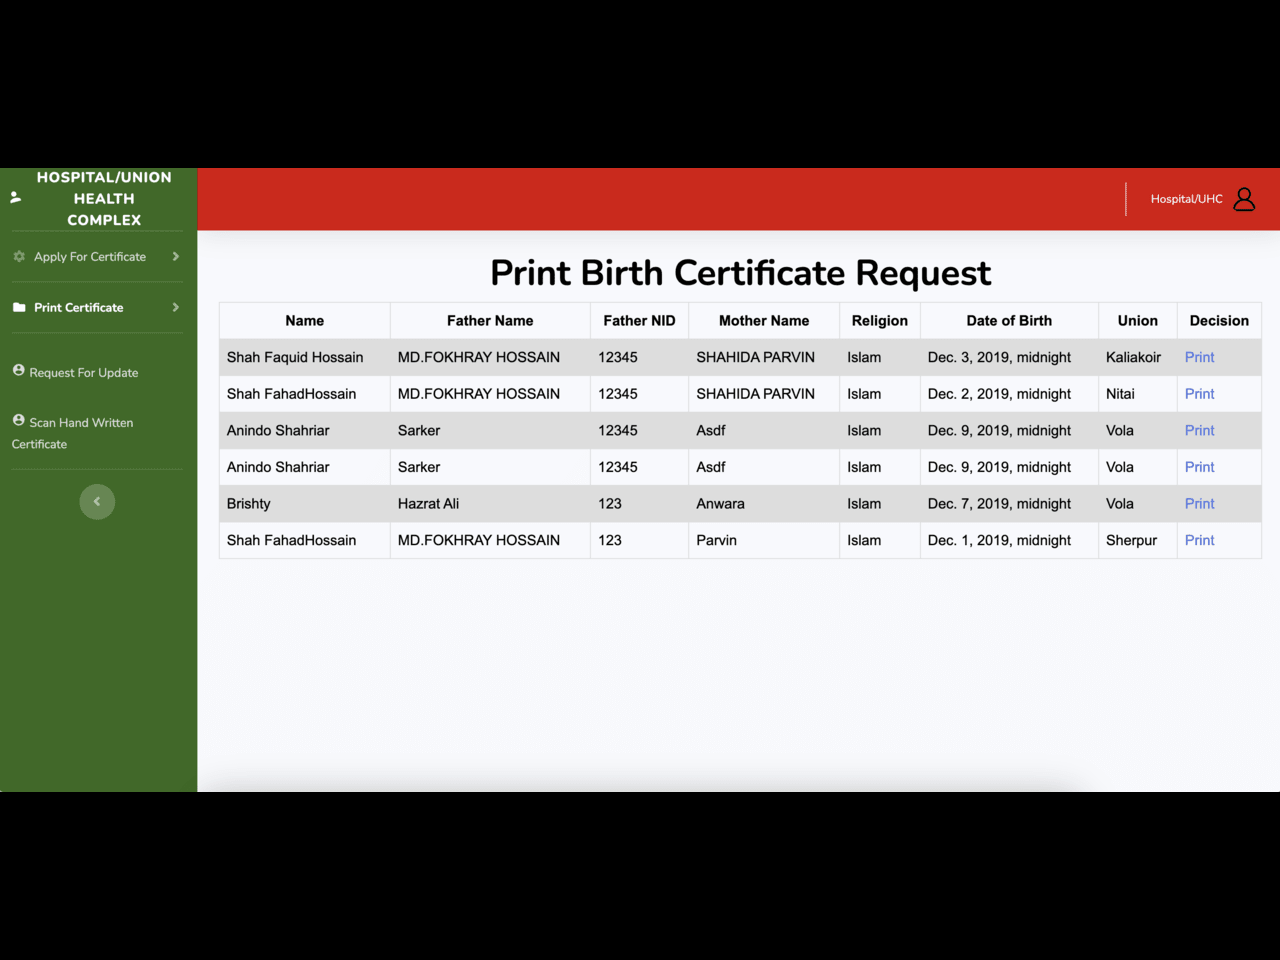 HOSPITAL/UNION
HEALTH
COMPLEX
Apply For Certificate
Print Certificate
Request For Update
Scan Hand Written
Certificate
Hospital/UHC
Print Birth Certificate Request
Name Father Name Father NID Mother Name Religion Date of Birth Union Decision
Shah Faquid Hossain MD.FOKHRAY HOSSAIN 12345 SHAHIDA PARVIN Islam Dec. 3, 2019, midnight Kaliakoir Print
Shah FahadHossain MD.FOKHRAY HOSSAIN 12345 SHAHIDA PARVIN Islam Dec. 2, 2019, midnight Nitai Print
Anindo Shahriar Sarker 12345 Asdf Islam Dec. 9, 2019, midnight Vola Print
Anindo Shahriar Sarker 12345 Asdf Islam Dec. 9, 2019, midnight Vola Print
Brishty Hazrat Ali 123 Anwara Islam Dec. 7, 2019, midnight Vola Print
Shah FahadHossain MD.FOKHRAY HOSSAIN 123 Parvin Islam Dec. 1, 2019, midnight Sherpur Print